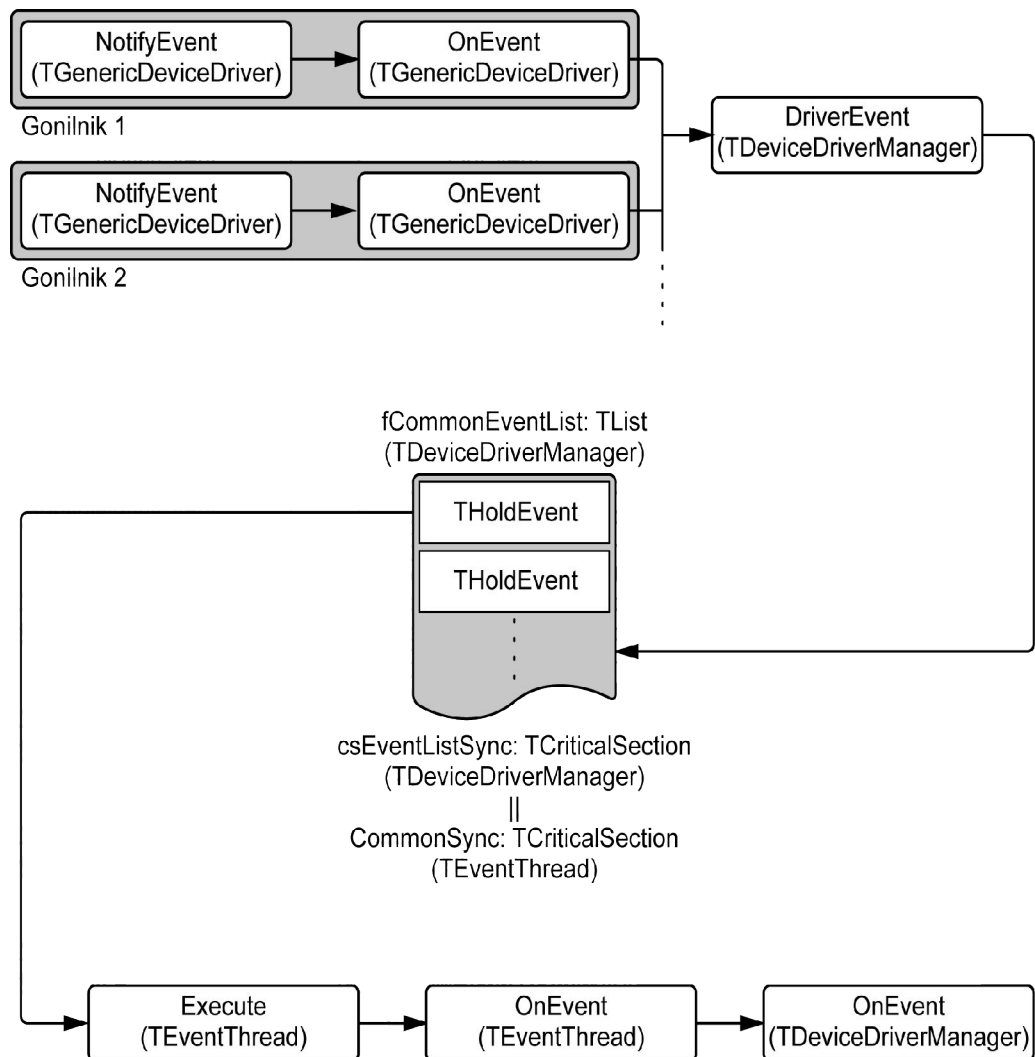 NotifyEvent
(TGenericDeviceDriver)
OnEvent
(TGenericDeviceDriver)
Gonilnik 1
DriverEvent
(TDeviceDriverManager)
NotifyEvent
(TGenericDeviceDriver)
OnEvent
(TGenericDeviceDriver)
Gonilnik 2
fCommonEventList: TList
(TDeviceDriverManager)
THoldEvent
THoldEvent
csEventListSync: TCriticalSection
(TDeviceDriverManager)
||
CommonSync: TCriticalSection
(TEventThread)
Execute
(TEventThread)
OnEvent
(TEventThread)
OnEvent
(TDeviceDriverManager)